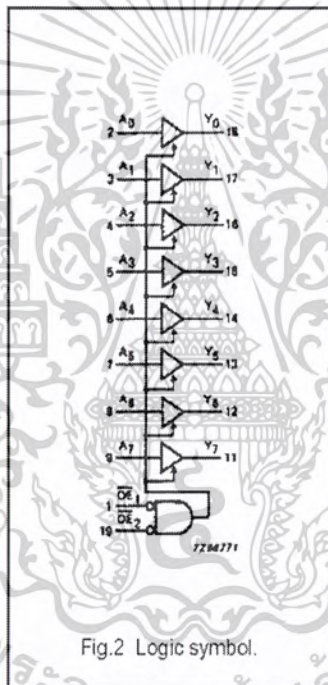 A0 Y0
2 18
A1 Y1
3 17
A2 Y2
4 16
A3 Y3
5 15
A4 Y4
6 14
A5 Y5
7 13
A6 Y6
8 12
A7 Y7
9 11
OE1
1
OE2
19
7Z94771
Fig.2 Logic symbol.